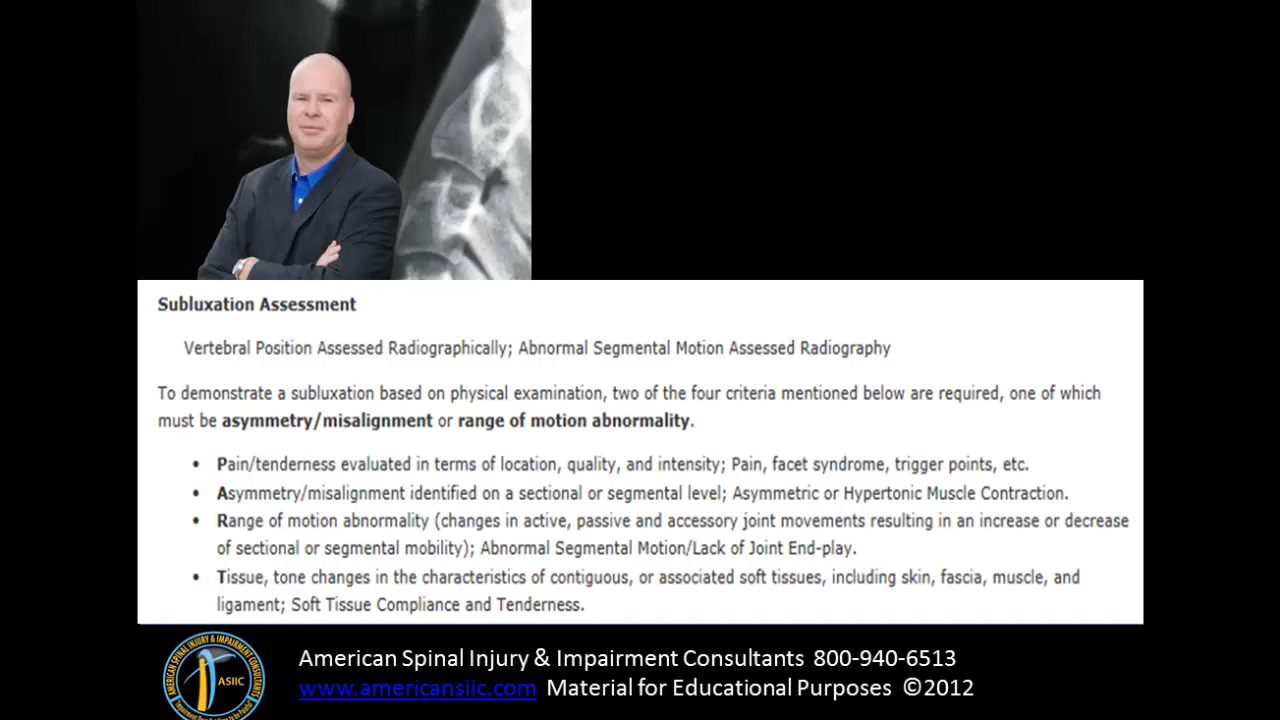 Subluxation Assessment
Vertebral Position Assessed Radiographically; Abnormal Segmental Motion Assessed Radiography
To demonstrate a subluxation based on physical examination, two of the four criteria mentioned below are required, one of which
must be asymmetry/misalignment or range of motion abnormality.
• Pain/tenderness evaluated in terms of location, quality, and intensity; Pain, facet syndrome, trigger points, etc.
• Asymmetry/misalignment identified on a sectional or segmental level; Asymmetric or Hypertonic Muscle Contraction.
• Range of motion abnormality (changes in active, passive and accessory joint movements resulting in an increase or decrease
of sectional or segmental mobility); Abnormal Segmental Motion/Lack of Joint End-play.
• Tissue, tone changes in the characteristics of contiguous, or associated soft tissues, including skin, fascia, muscle, and
ligament; Soft Tissue Compliance and Tenderness.
AMERICAN SPINAL INJURY & IMPAIRMENT CONSULTANTS
ASIIC
American Spinal Injury & Impairment Consultants 800-940-6513
www.americansiic.com Material for Educational Purposes ©2012